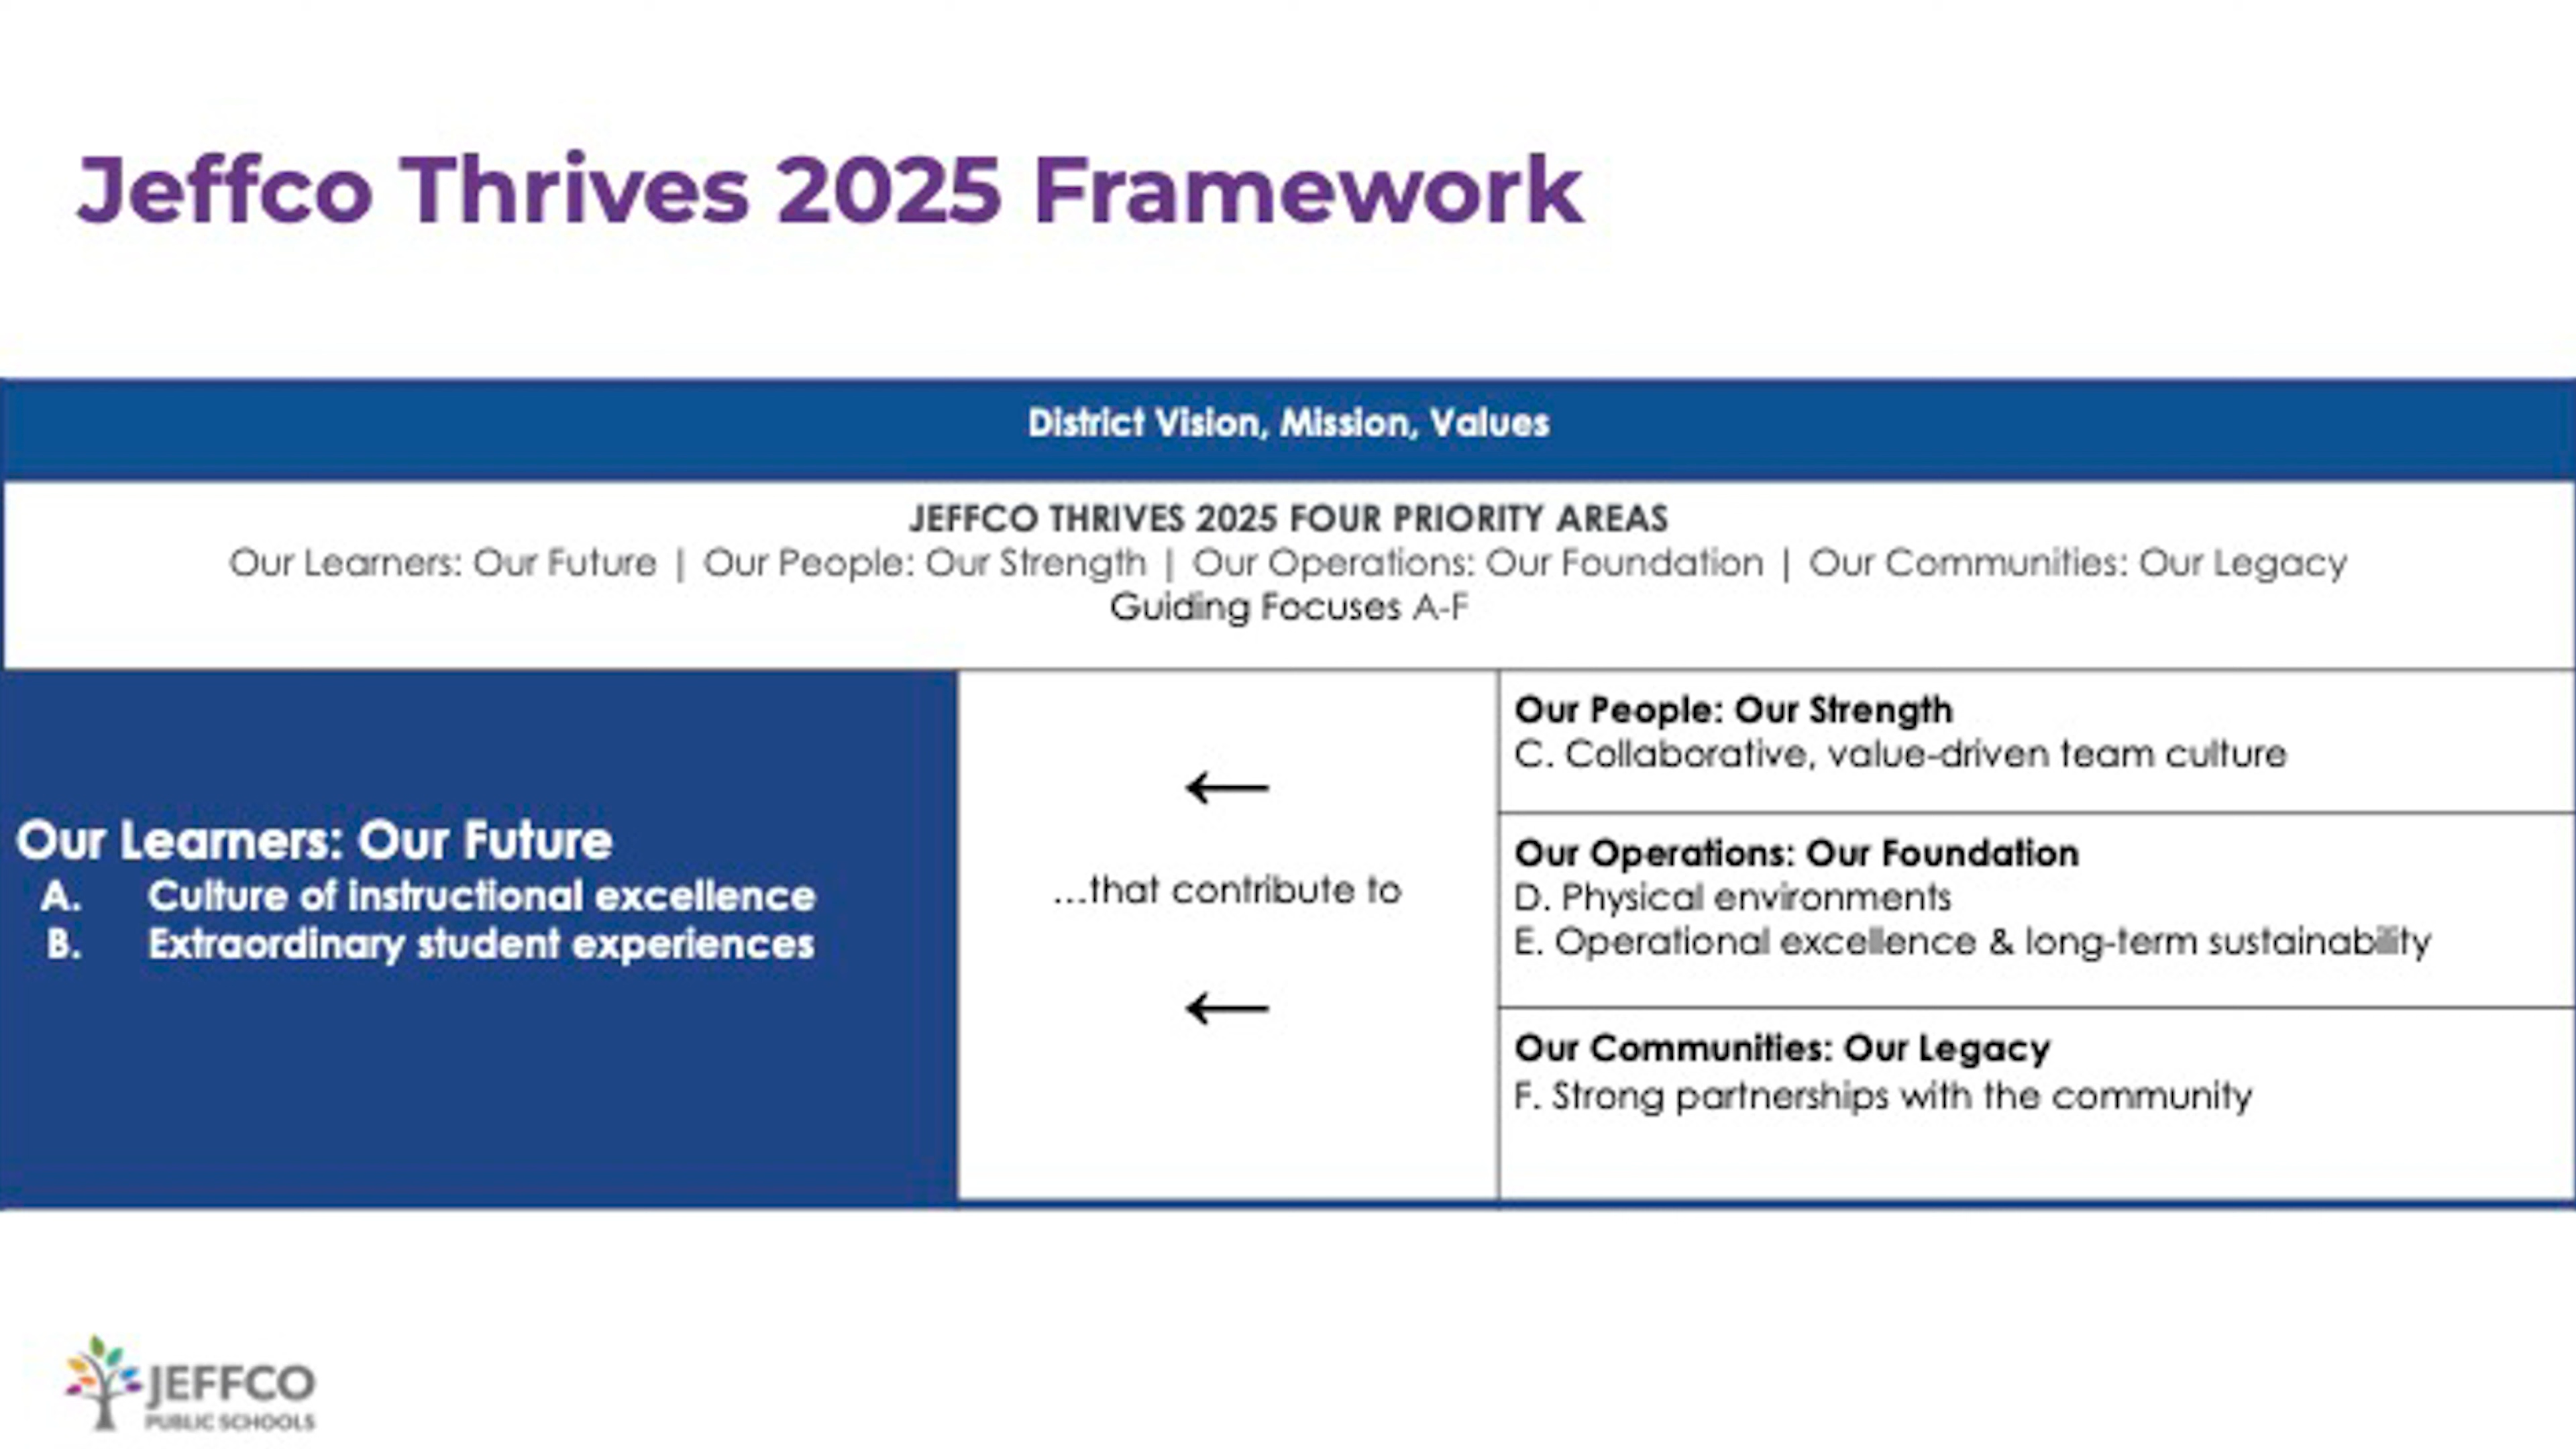 Jeffco Thrives 2025 Framework
District Vision, Mission, Values
JEFFCO THRIVES 2025 FOUR PRIORITY AREAS
Our Learners: Our Future | Our People: Our Strength | Our Operations: Our Foundation | Our Communities: Our Legacy
Guiding Focuses A-F
Our Learners: Our Future
A. Culture of instructional excellence
B. Extraordinary student experiences
...that contribute to
Our People: Our Strength
C. Collaborative, value-driven team culture
Our Operations: Our Foundation
D. Physical environments
E. Operational excellence & long-term sustainability
Our Communities: Our Legacy
F. Strong partnerships with the community
JEFFCO
PUBLIC SCHOOLS